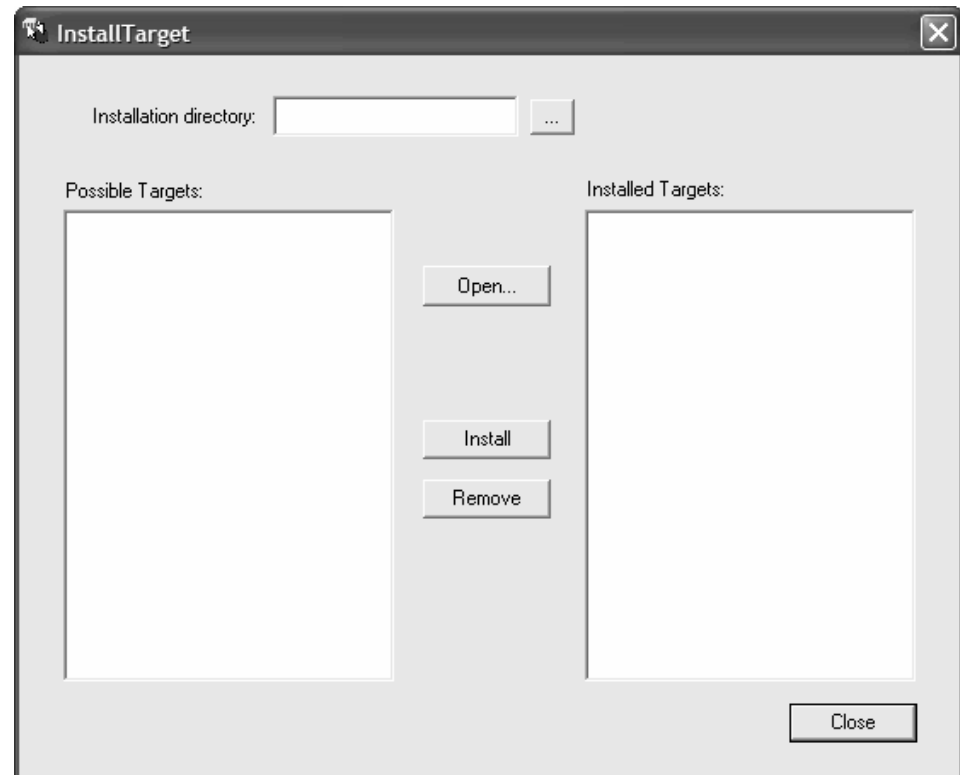 InstallTarget
Installation directory:
...
Possible Targets:
Installed Targets:
Open...
Install
Remove
Close